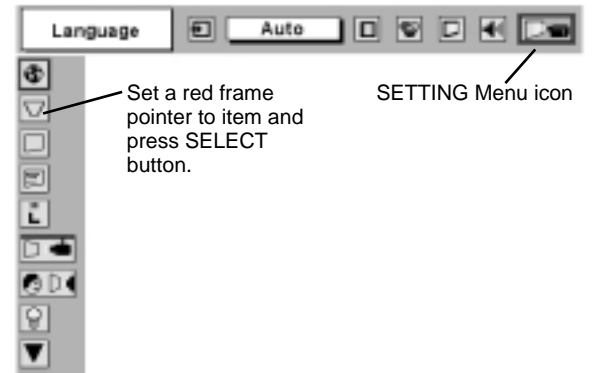 Language
Auto
SETTING Menu icon
Set a red frame
pointer to item and
press SELECT
button.